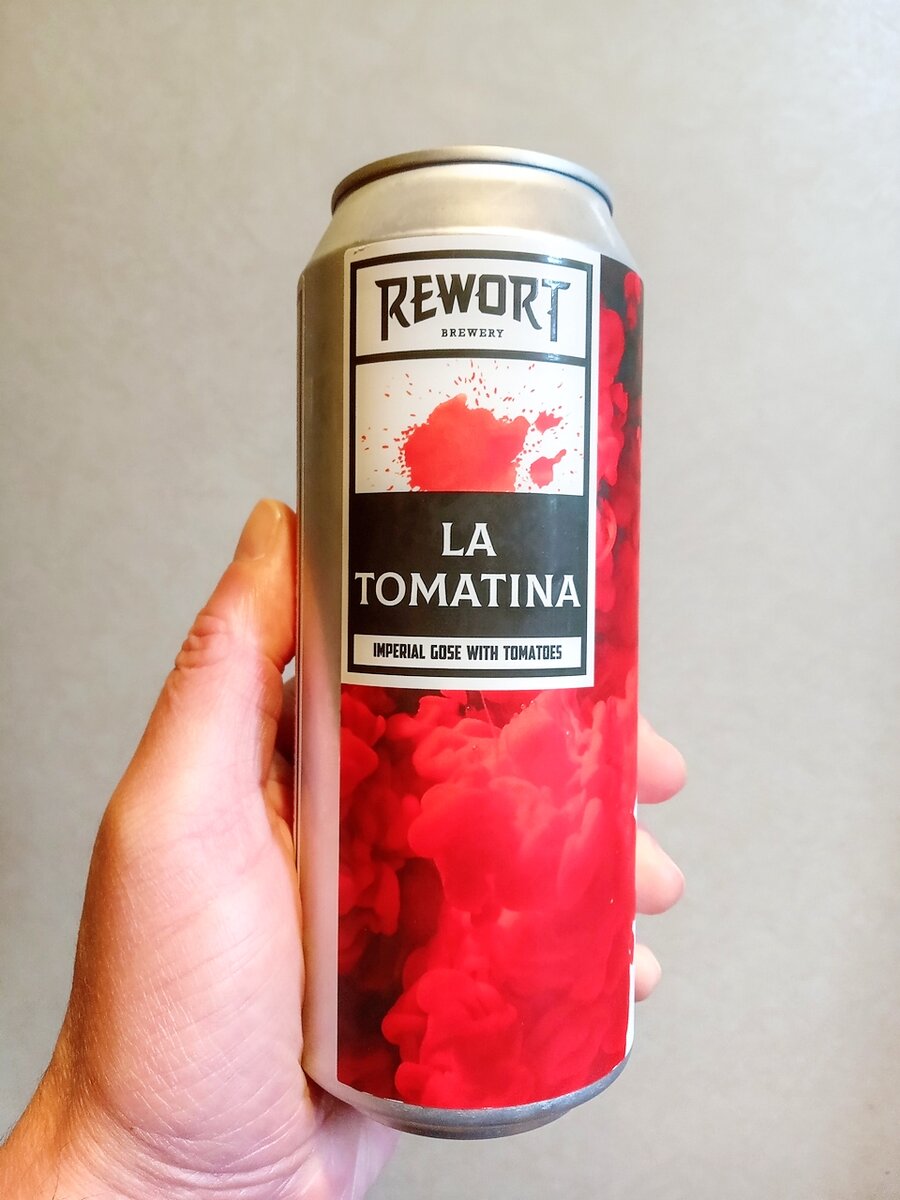 REWORT
BREWERY
LA
TOMATINA
IMPERIAL GOSE WITH TOMATOES